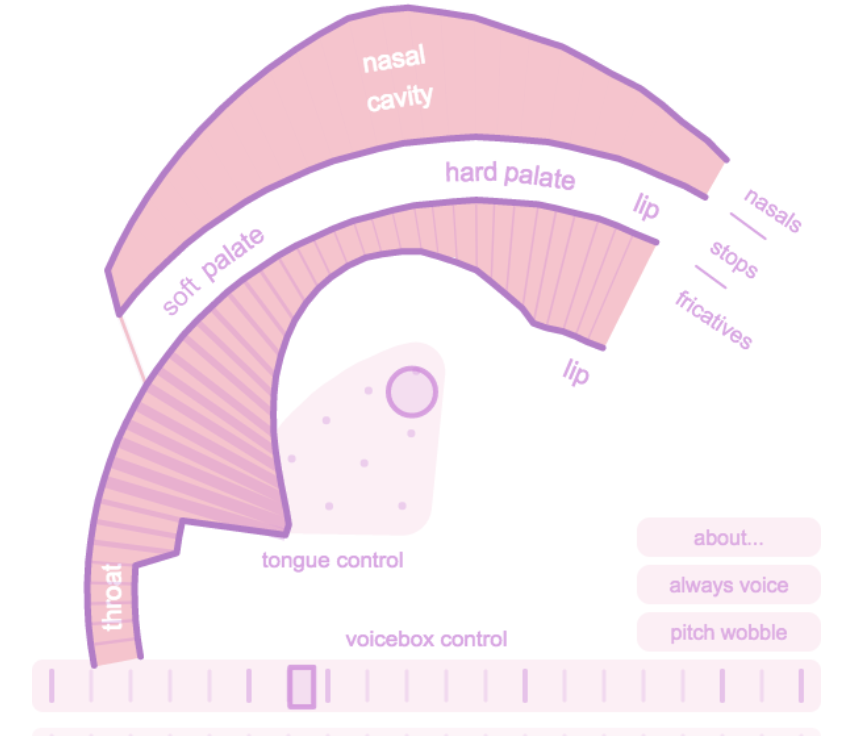 nasal
cavity
hard palate
lip
nasals
soft palate
stops
fricatives
lip
about...
tongue control
throat
always voice
pitch wobble
voicebox control